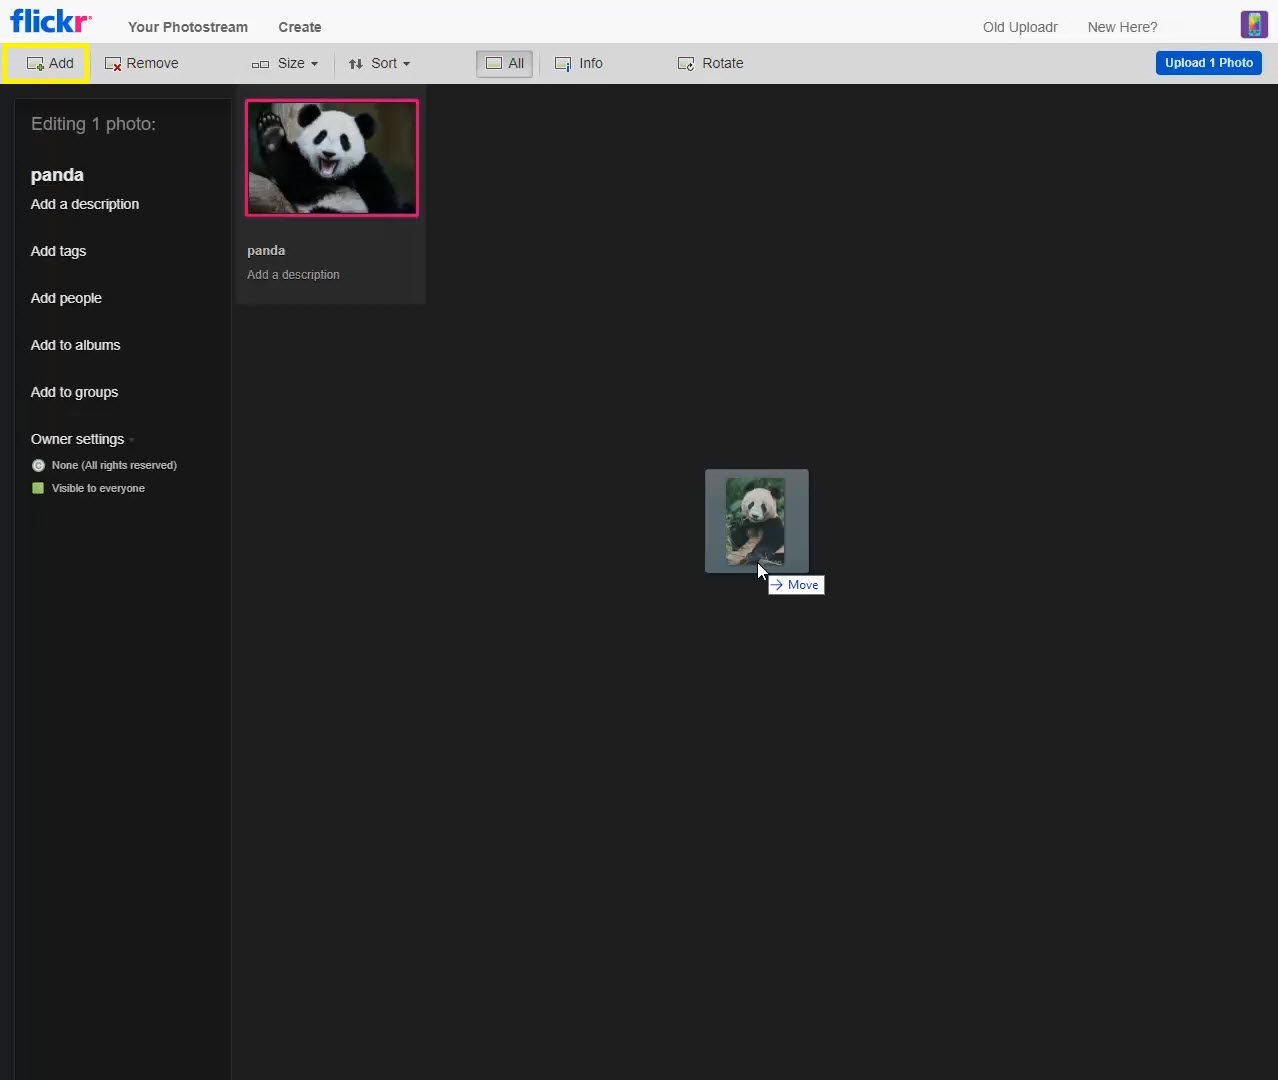 flickr
Your Photostream
Create
Old Uploadr
New Here?
Add
Remove
Size
Sort
All
Info
Rotate
Upload 1 Photo
Editing 1 photo:
panda
Add a description
Add tags
Add people
Add to albums
Add to groups
Owner settings
None (All rights reserved)
Visible to everyone
panda
Add a description
Move